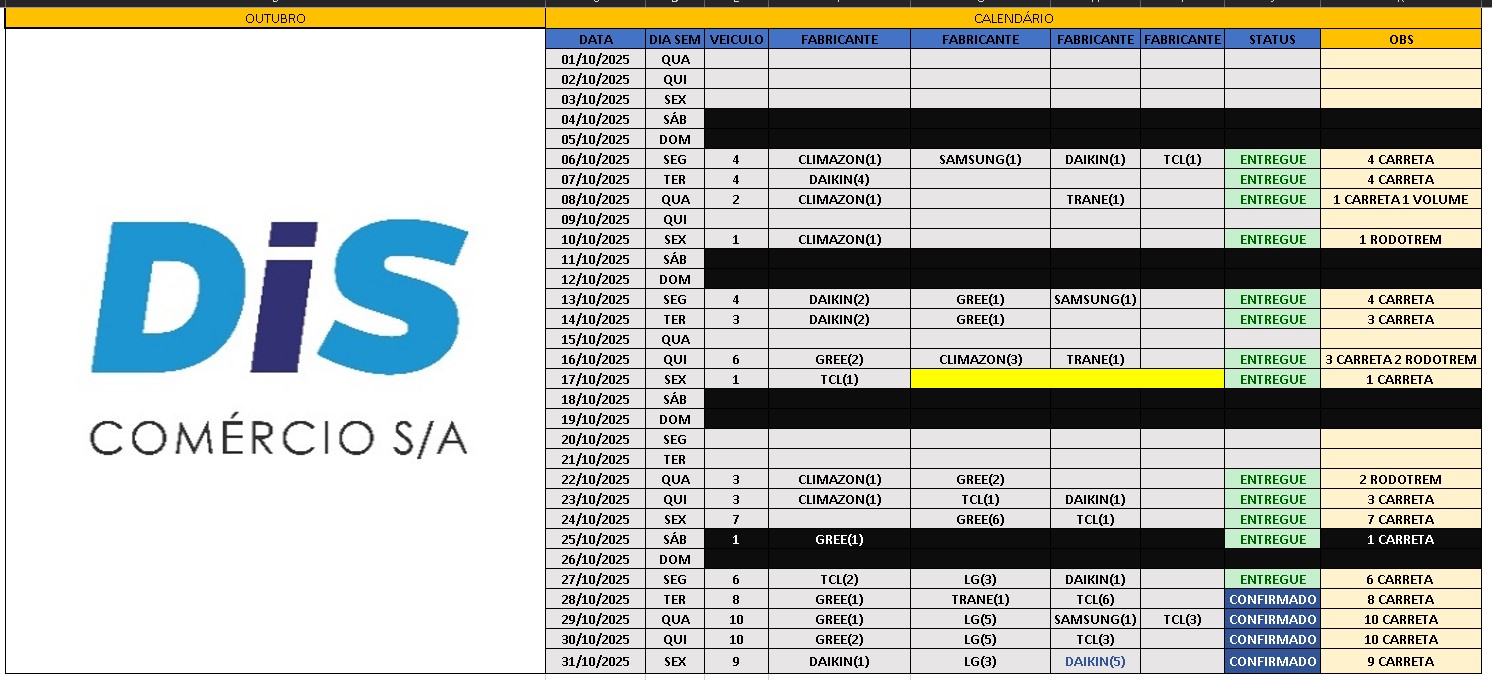 OUTUBRO CALENDÁRIO
DATA DIA SEM VEICULO FABRICANTE FABRICANTE FABRICANTE FABRICANTE STATUS OBS
01/10/2025 QUA
02/10/2025 QUI
03/10/2025 SEX
04/10/2025 SÁB
05/10/2025 DOM
06/10/2025 SEG 4 CLIMAZON(1) SAMSUNG(1) DAIKIN(1) TCL(1) ENTREGUE 4 CARRETA
07/10/2025 TER 4 DAIKIN(4) ENTREGUE 4 CARRETA
08/10/2025 QUA 2 CLIMAZON(1) TRANE(1) ENTREGUE 1 CARRETA 1 VOLUME
09/10/2025 QUI
10/10/2025 SEX 1 CLIMAZON(1) ENTREGUE 1 RODOTREM
11/10/2025 SÁB
12/10/2025 DOM
13/10/2025 SEG 4 DAIKIN(2) GREE(1) SAMSUNG(1) ENTREGUE 4 CARRETA
14/10/2025 TER 3 DAIKIN(2) GREE(1) ENTREGUE 3 CARRETA
15/10/2025 QUA
16/10/2025 QUI 6 GREE(2) CLIMAZON(3) TRANE(1) ENTREGUE 3 CARRETA 2 RODOTREM
17/10/2025 SEX 1 TCL(1) ENTREGUE 1 CARRETA
18/10/2025 SÁB
19/10/2025 DOM
20/10/2025 SEG
21/10/2025 TER
22/10/2025 QUA 3 CLIMAZON(1) GREE(2) ENTREGUE 2 RODOTREM
23/10/2025 QUI 3 CLIMAZON(1) TCL(1) DAIKIN(1) ENTREGUE 3 CARRETA
24/10/2025 SEX 7 GREE(6) TCL(1) ENTREGUE 7 CARRETA
25/10/2025 SÁB 1 GREE(1) ENTREGUE 1 CARRETA
26/10/2025 DOM
27/10/2025 SEG 6 TCL(2) LG(3) DAIKIN(1) ENTREGUE 6 CARRETA
28/10/2025 TER 8 GREE(1) TRANE(1) TCL(6) CONFIRMADO 8 CARRETA
29/10/2025 QUA 10 GREE(1) LG(5) SAMSUNG(1) TCL(3) CONFIRMADO 10 CARRETA
30/10/2025 QUI 10 GREE(2) LG(5) TCL(3) CONFIRMADO 10 CARRETA
31/10/2025 SEX 9 DAIKIN(1) LG(3) DAIKIN(5) CONFIRMADO 9 CARRETA
DiS
COMÉRCIO S/A